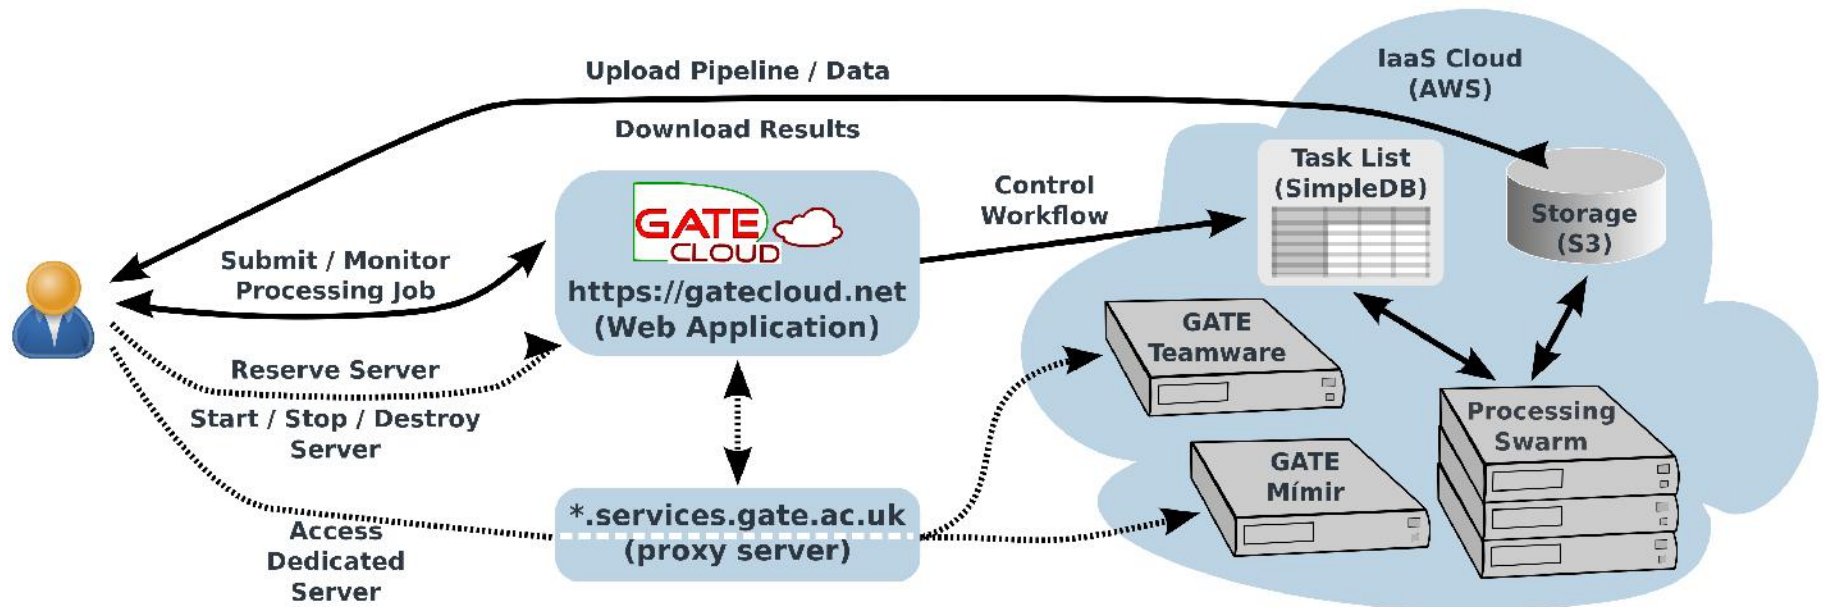 Upload Pipeline / Data
Download Results
IaaS Cloud
(AWS)
Task List
(SimpleDB)
Storage
(S3)
Control
Workflow
GATE
CLOUD
https://gatecloud.net
(Web Application)
Submit / Monitor
Processing Job
Reserve Server
Start / Stop / Destroy
Server
Access
Dedicated
Server
*.services.gate.ac.uk
(proxy server)
GATE
Teamware
GATE
Mímir
Processing
Swarm